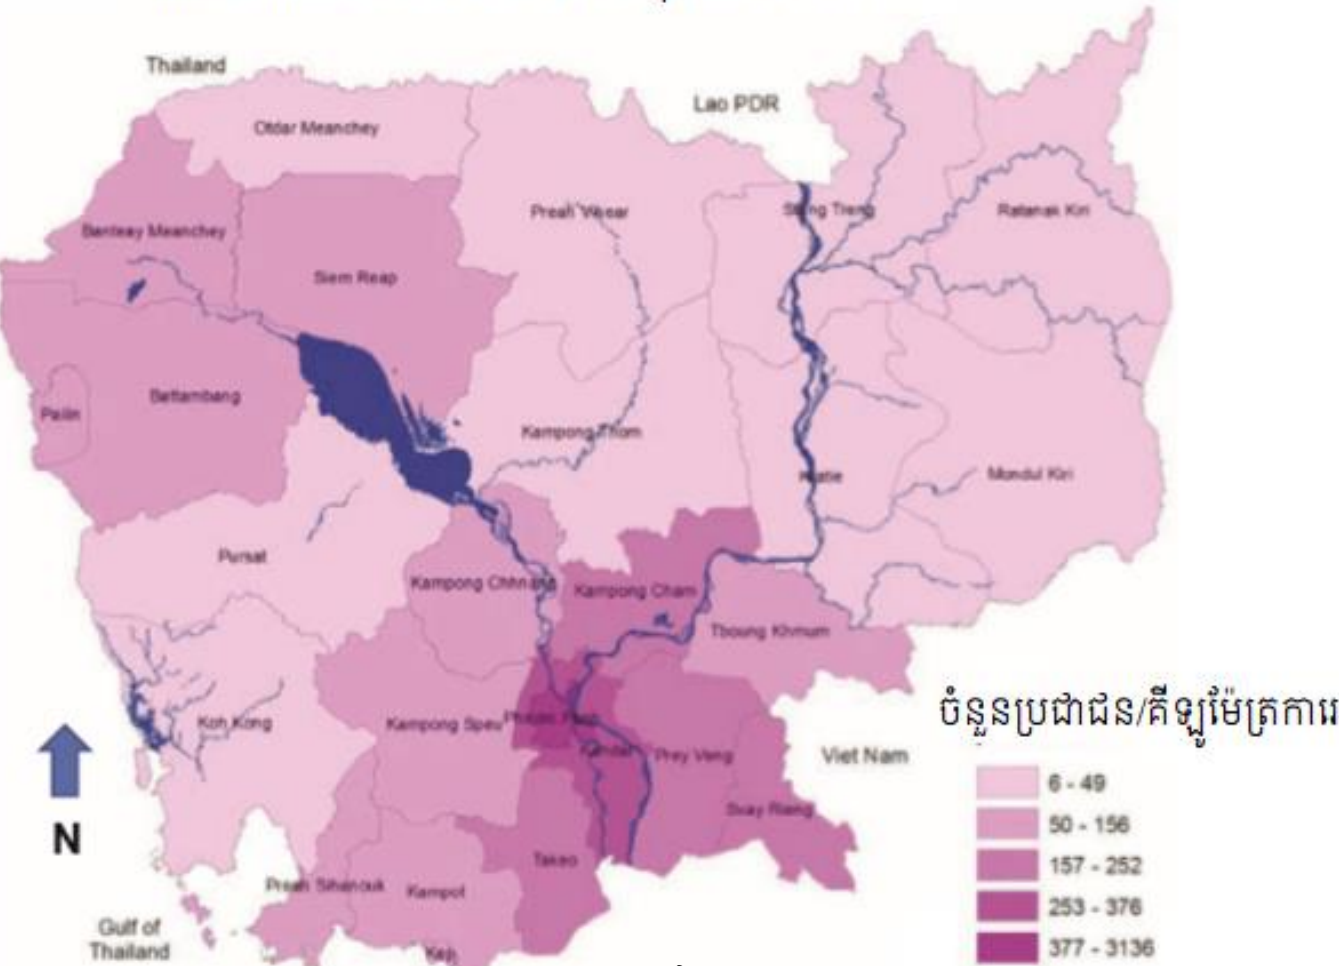 Thailand
Lao PDR
Otdar Meanchey
Preah Vihear
Stung Treng
Ratanak Kiri
Banteay Meanchey
Siem Reap
Battambang
Pailin
Kampong Thom
Kratie
Mondul Kiri
Pursat
Kampong Chhnang
Kampong Cham
Tboung Khmum
Koh Kong
Kampong Speu
Phnom Penh
Kandal
Prey Veng
Viet Nam
Svay Rieng
Takeo
Preah Sihanouk
Kampot
Keb
Gulf of
Thailand
N
ចំនួនប្រជាជន/គីឡូម៉ែត្រការេ
6 - 49
50 - 156
157 - 252
253 - 376
377 - 3136